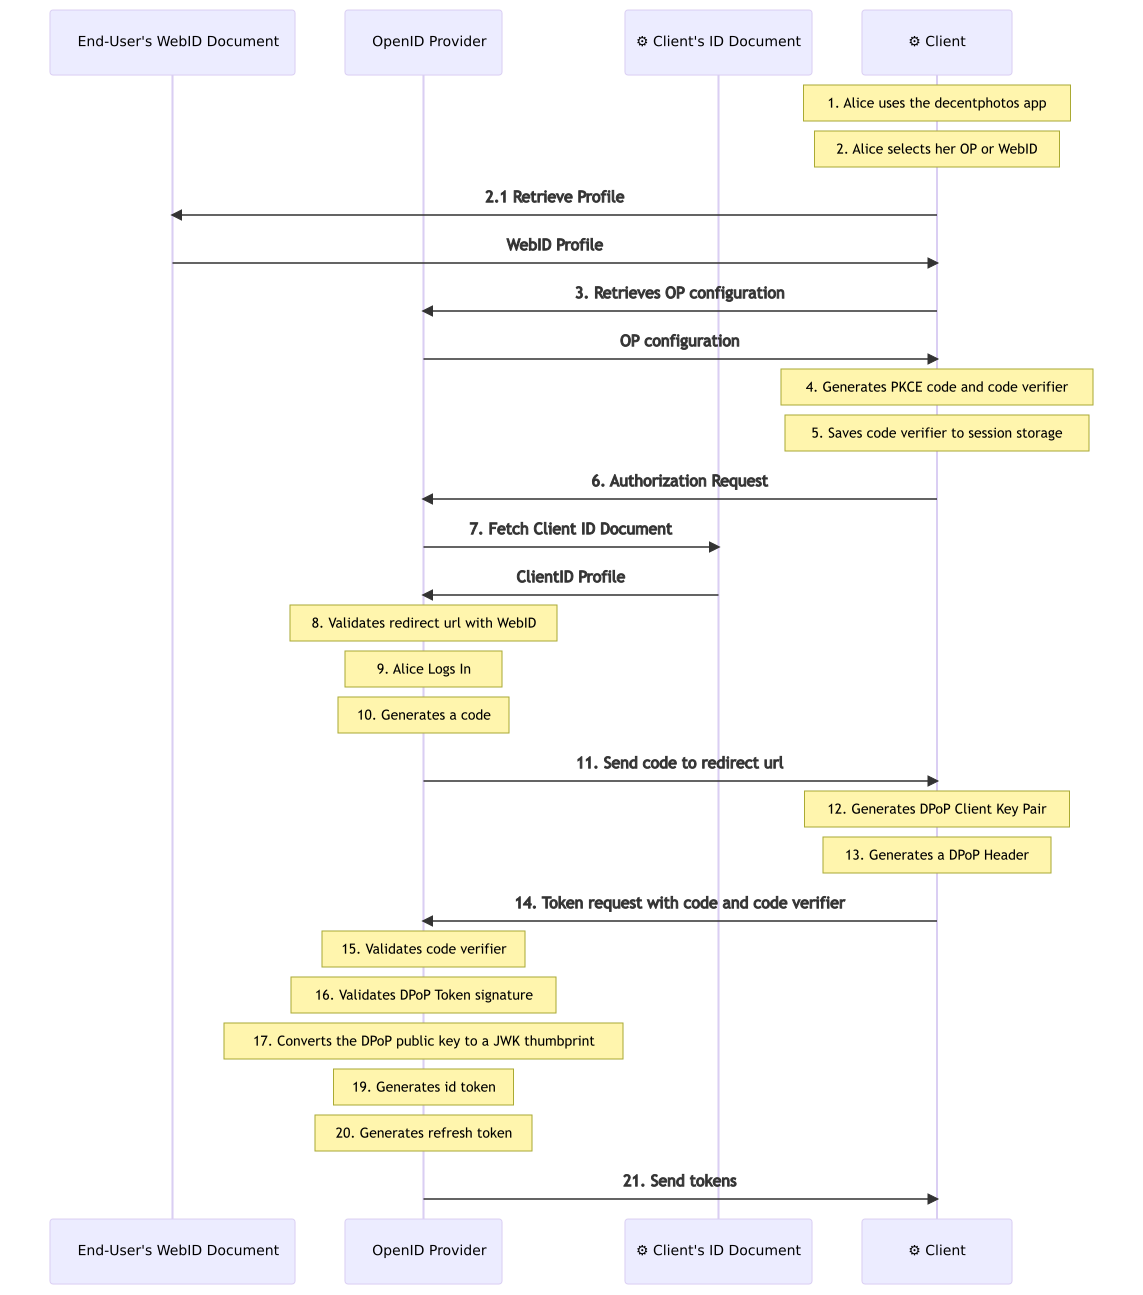 End-User's WebID Document
OpenID Provider
⚙ Client's ID Document
⚙ Client
1. Alice uses the decentphotos app
2. Alice selects her OP or WebID
2.1 Retrieve Profile
WebID Profile
3. Retrieves OP configuration
OP configuration
4. Generates PKCE code and code verifier
5. Saves code verifier to session storage
6. Authorization Request
7. Fetch Client ID Document
ClientID Profile
8. Validates redirect url with WebID
9. Alice Logs In
10. Generates a code
11. Send code to redirect url
12. Generates DPoP Client Key Pair
13. Generates a DPoP Header
14. Token request with code and code verifier
15. Validates code verifier
16. Validates DPoP Token signature
17. Converts the DPoP public key to a JWK thumbprint
19. Generates id token
20. Generates refresh token
21. Send tokens
End-User's WebID Document
OpenID Provider
⚙ Client's ID Document
⚙ Client